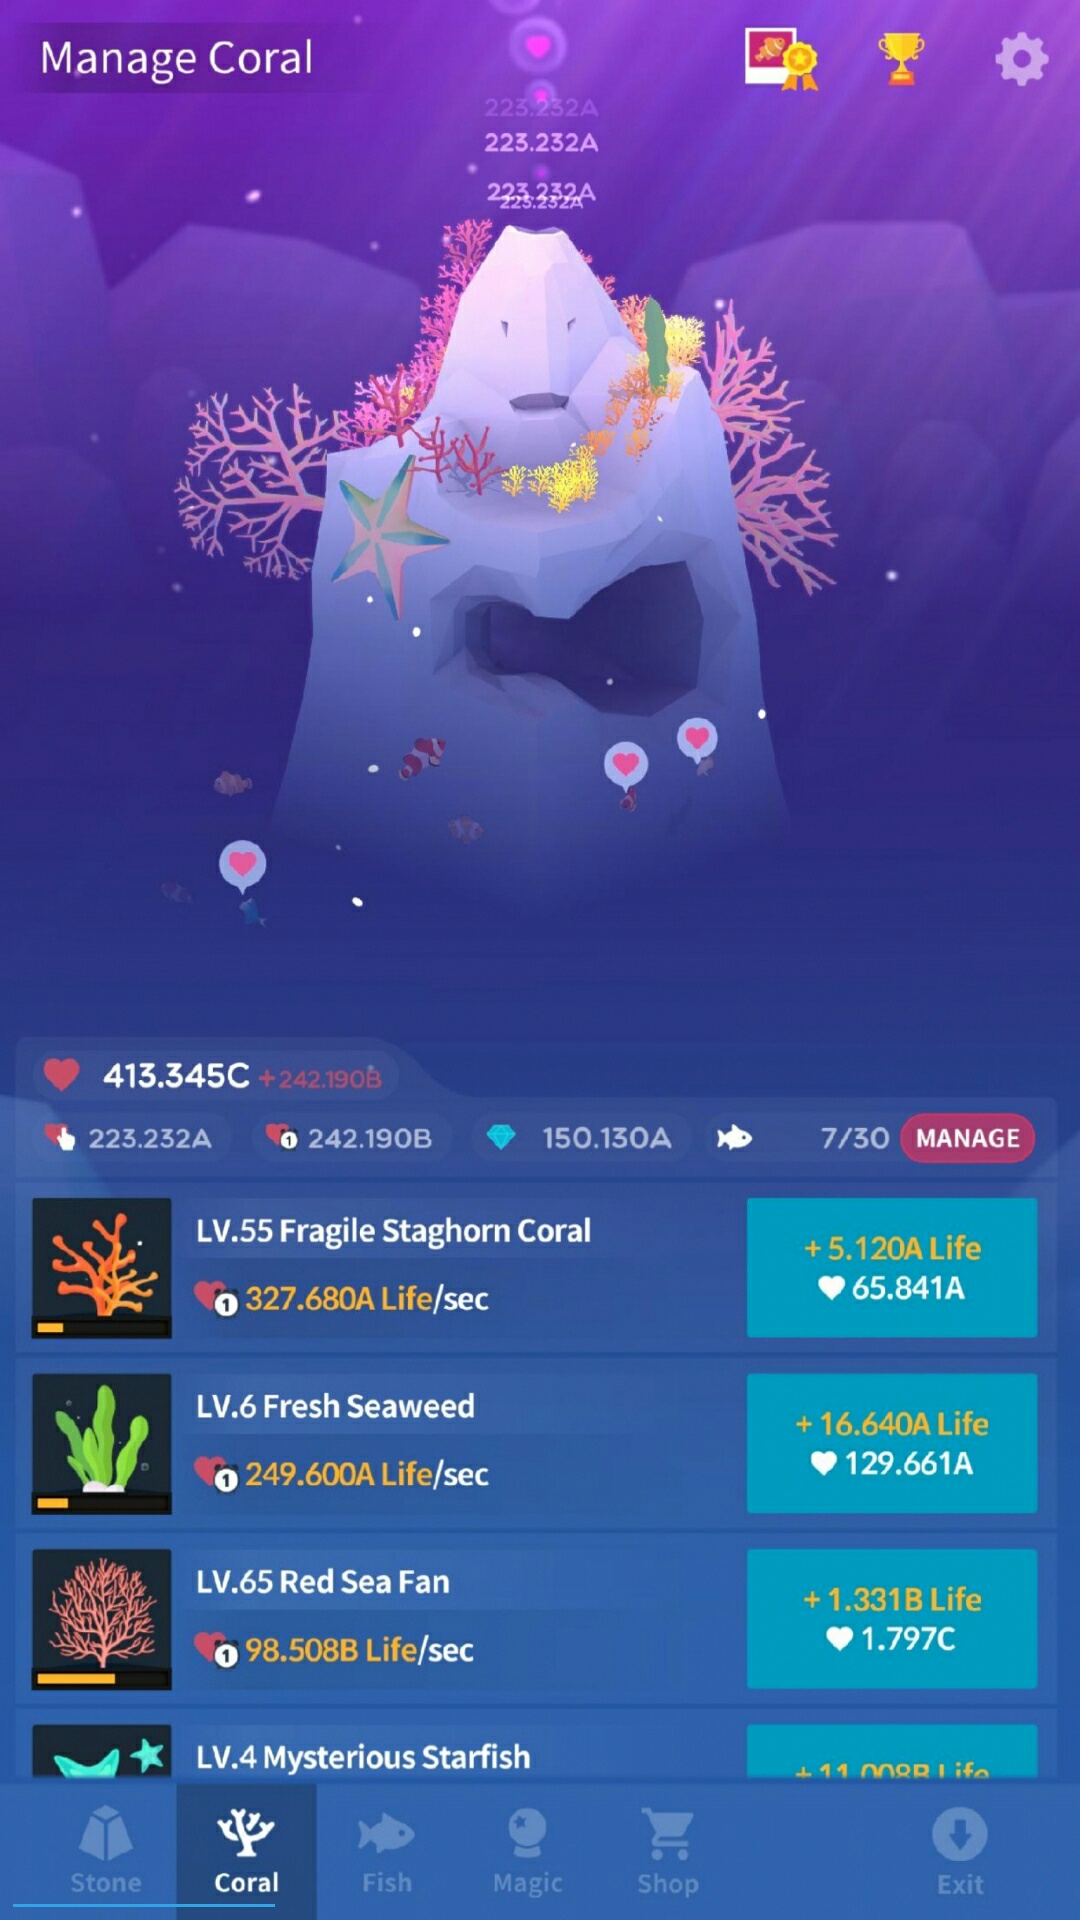 Manage Coral
223.232A
223.232A
223.232A
223.232A
413.345C +242.190B
223.232A
1 242.190B
150.130A
7/30 MANAGE
LV.55 Fragile Staghorn Coral
1 327.680A Life/sec
+ 5.120A Life
65.841A
LV.6 Fresh Seaweed
1 249.600A Life/sec
+ 16.640A Life
129.661A
LV.65 Red Sea Fan
1 98.508B Life/sec
+ 1.331B Life
1.797C
LV.4 Mysterious Starfish
+ 11.008B Life
Stone
Coral
Fish
Magic
Shop
Exit